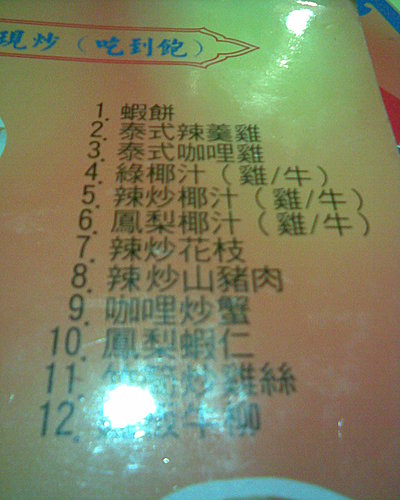 現炒（吃到飽）
1. 蝦餅
2. 泰式辣羹雞
3. 泰式咖哩雞
4. 綠椰汁（雞/牛）
5. 辣炒椰汁（雞/牛）
6. 鳳梨椰汁（雞/牛）
7. 辣炒花枝
8. 辣炒山豬肉
9. 咖哩炒蟹
10. 鳳梨蝦仁
11. 炒雞絲
12. 牛柳